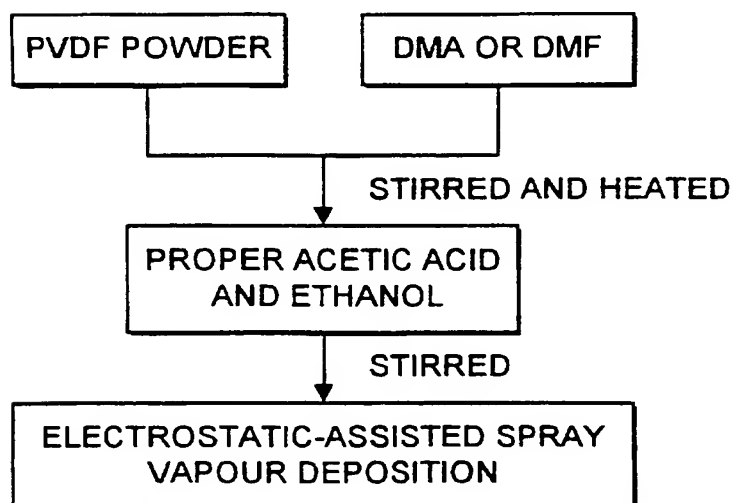 PVDF POWDER
DMA OR DMF
STIRRED AND HEATED
PROPER ACETIC ACID
AND ETHANOL
STIRRED
ELECTROSTATIC-ASSISTED SPRAY
VAPOUR DEPOSITION